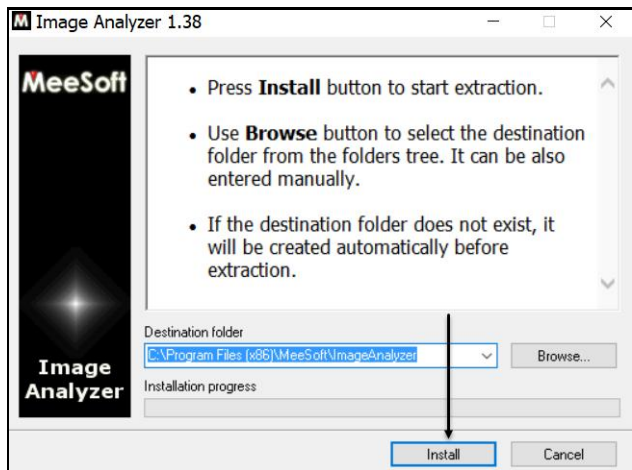 Image Analyzer 1.38
MeeSoft
Press Install button to start extraction.
Use Browse button to select the destination
folder from the folders tree. It can be also
entered manually.
If the destination folder does not exist, it
will be created automatically before
extraction.
Image
Analyzer
Destination folder
C:\Program Files (x86)\MeeSoft\ImageAnalyzer
Browse...
Installation progress
Install
Cancel